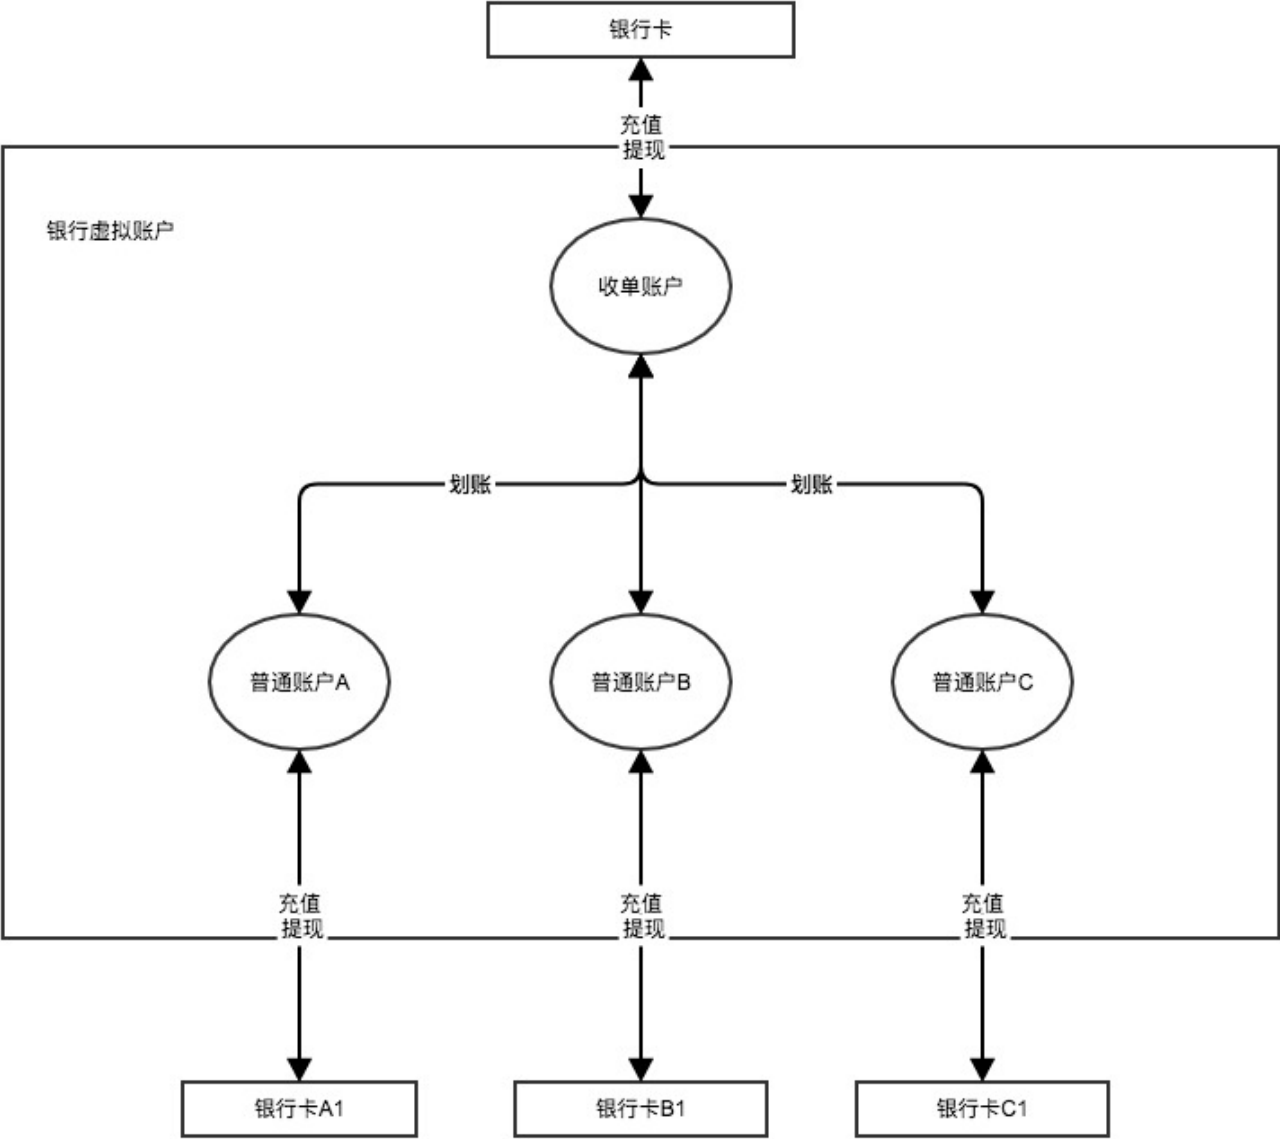 银行卡
充值
提现
银行虚拟账户
收单账户
划账
划账
普通账户A
普通账户B
普通账户C
充值
提现
充值
提现
充值
提现
银行卡A1
银行卡B1
银行卡C1